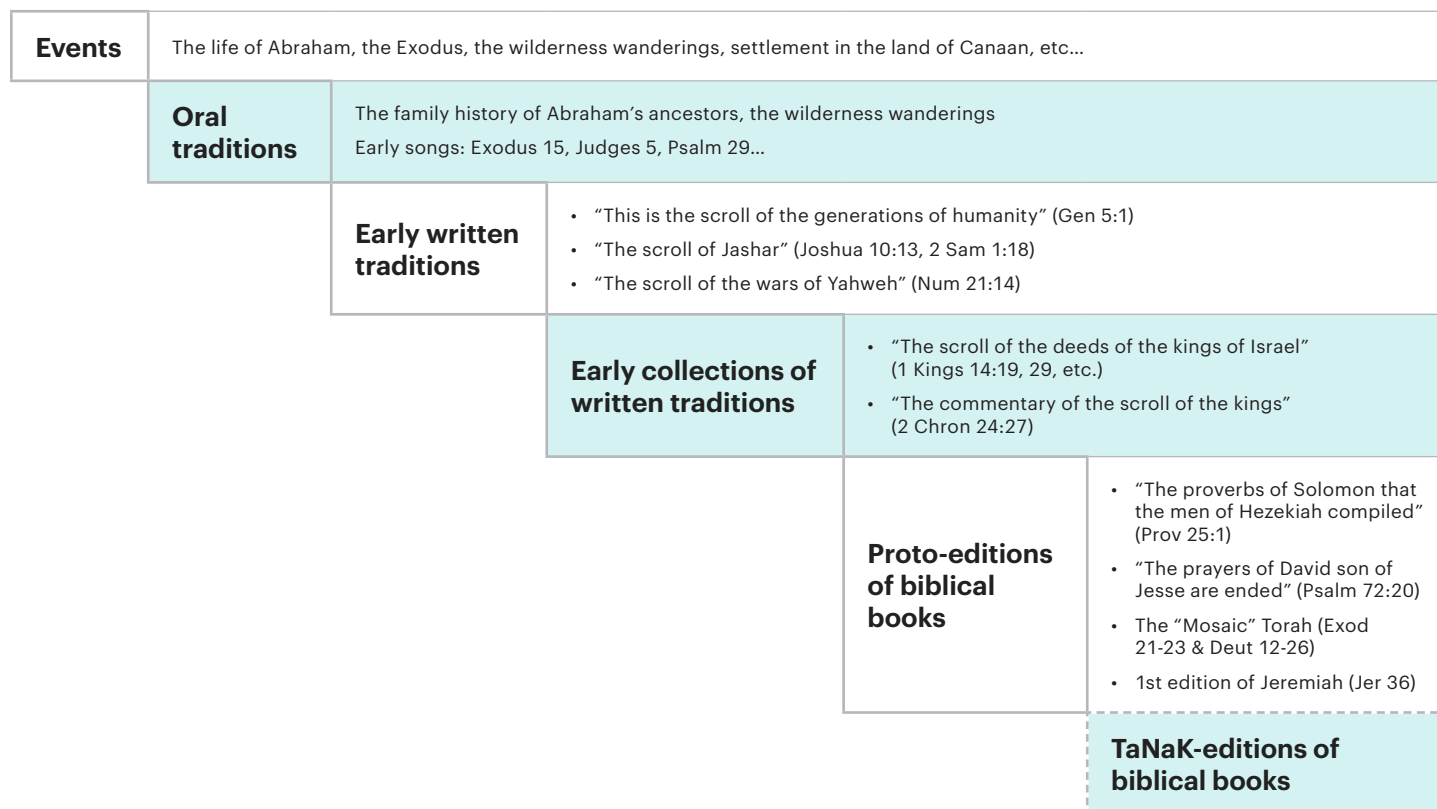 Events
The life of Abraham, the Exodus, the wilderness wanderings, settlement in the land of Canaan, etc...
Oral
traditions
The family history of Abraham’s ancestors, the wilderness wanderings
Early songs: Exodus 15, Judges 5, Psalm 29...
Early written
traditions
• “This is the scroll of the generations of humanity” (Gen 5:1)
• “The scroll of Jashar” (Joshua 10:13, 2 Sam 1:18)
• “The scroll of the wars of Yahweh” (Num 21:14)
Early collections of
written traditions
• “The scroll of the deeds of the kings of Israel”
(1 Kings 14:19, 29, etc.)
• “The commentary of the scroll of the kings”
(2 Chron 24:27)
Proto-editions
of biblical
books
• “The proverbs of Solomon that
the men of Hezekiah compiled”
(Prov 25:1)
• “The prayers of David son of
Jesse are ended” (Psalm 72:20)
• The “Mosaic” Torah (Exod
21-23 & Deut 12-26)
• 1st edition of Jeremiah (Jer 36)
TaNaK-editions of
biblical books